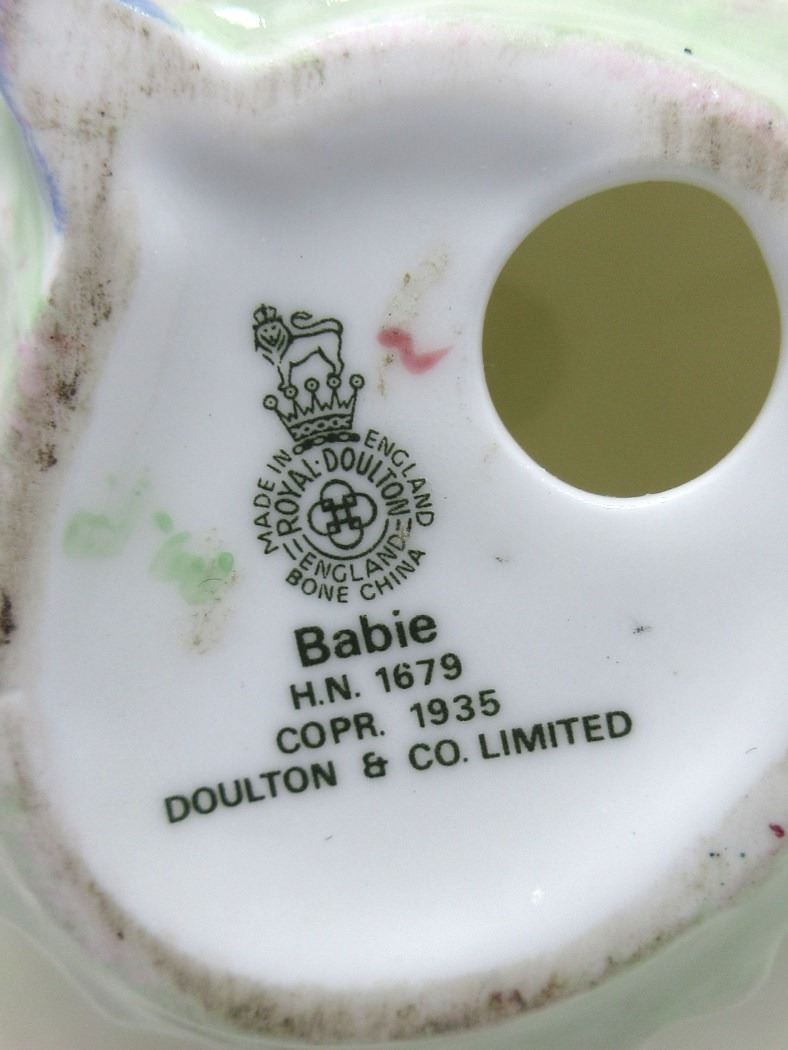 MADE IN ENGLAND
ROYAL·DOULTON
ENGLAND
BONE CHINA
Babie
H.N. 1679
COPR. 1935
DOULTON & CO. LIMITED